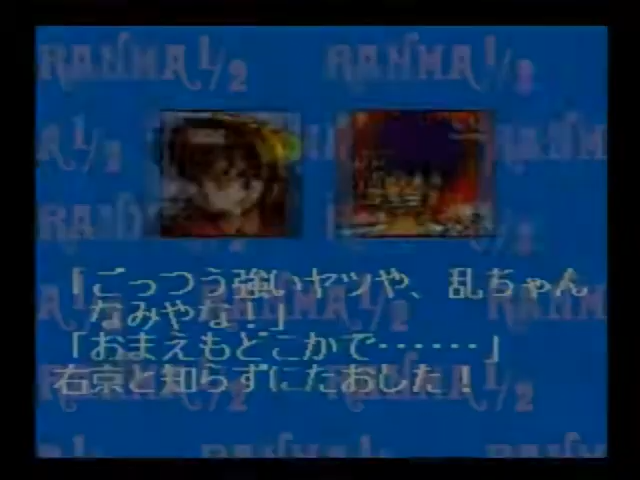 RANMA 1/2 RANMA 1/2
「ごっつう強いヤツや、乱ちゃん
なみやな!」
「おまえもどこかで‥‥‥」
右京と知らずにたおした!